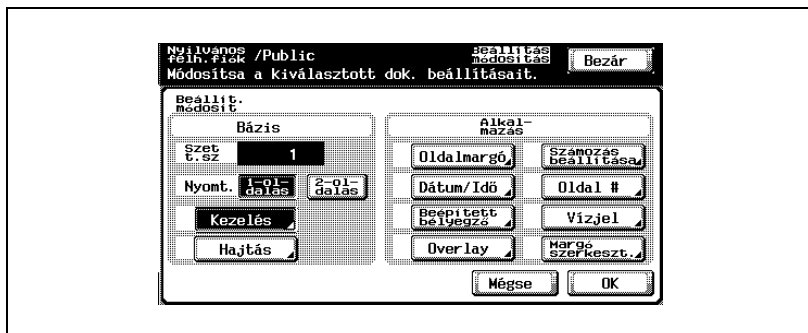 Nyilvános félh.fiók /Public
Beállítás módosítás
Bezár
Módosítsa a kiválasztott dok. beállításait.
Beállít. módosít
Bázis
Alkal-mazás
Szet t.sz 1
Oldalmargó
Számozás beállítása
Nyomt. 1-ol-dalas 2-ol-dalas
Dátum/Idő
Oldal #
Kezelés
Beépített bélyegző
Vízjel
Hajtás
Overlay
Margó szerkeszt.
Mégse
OK